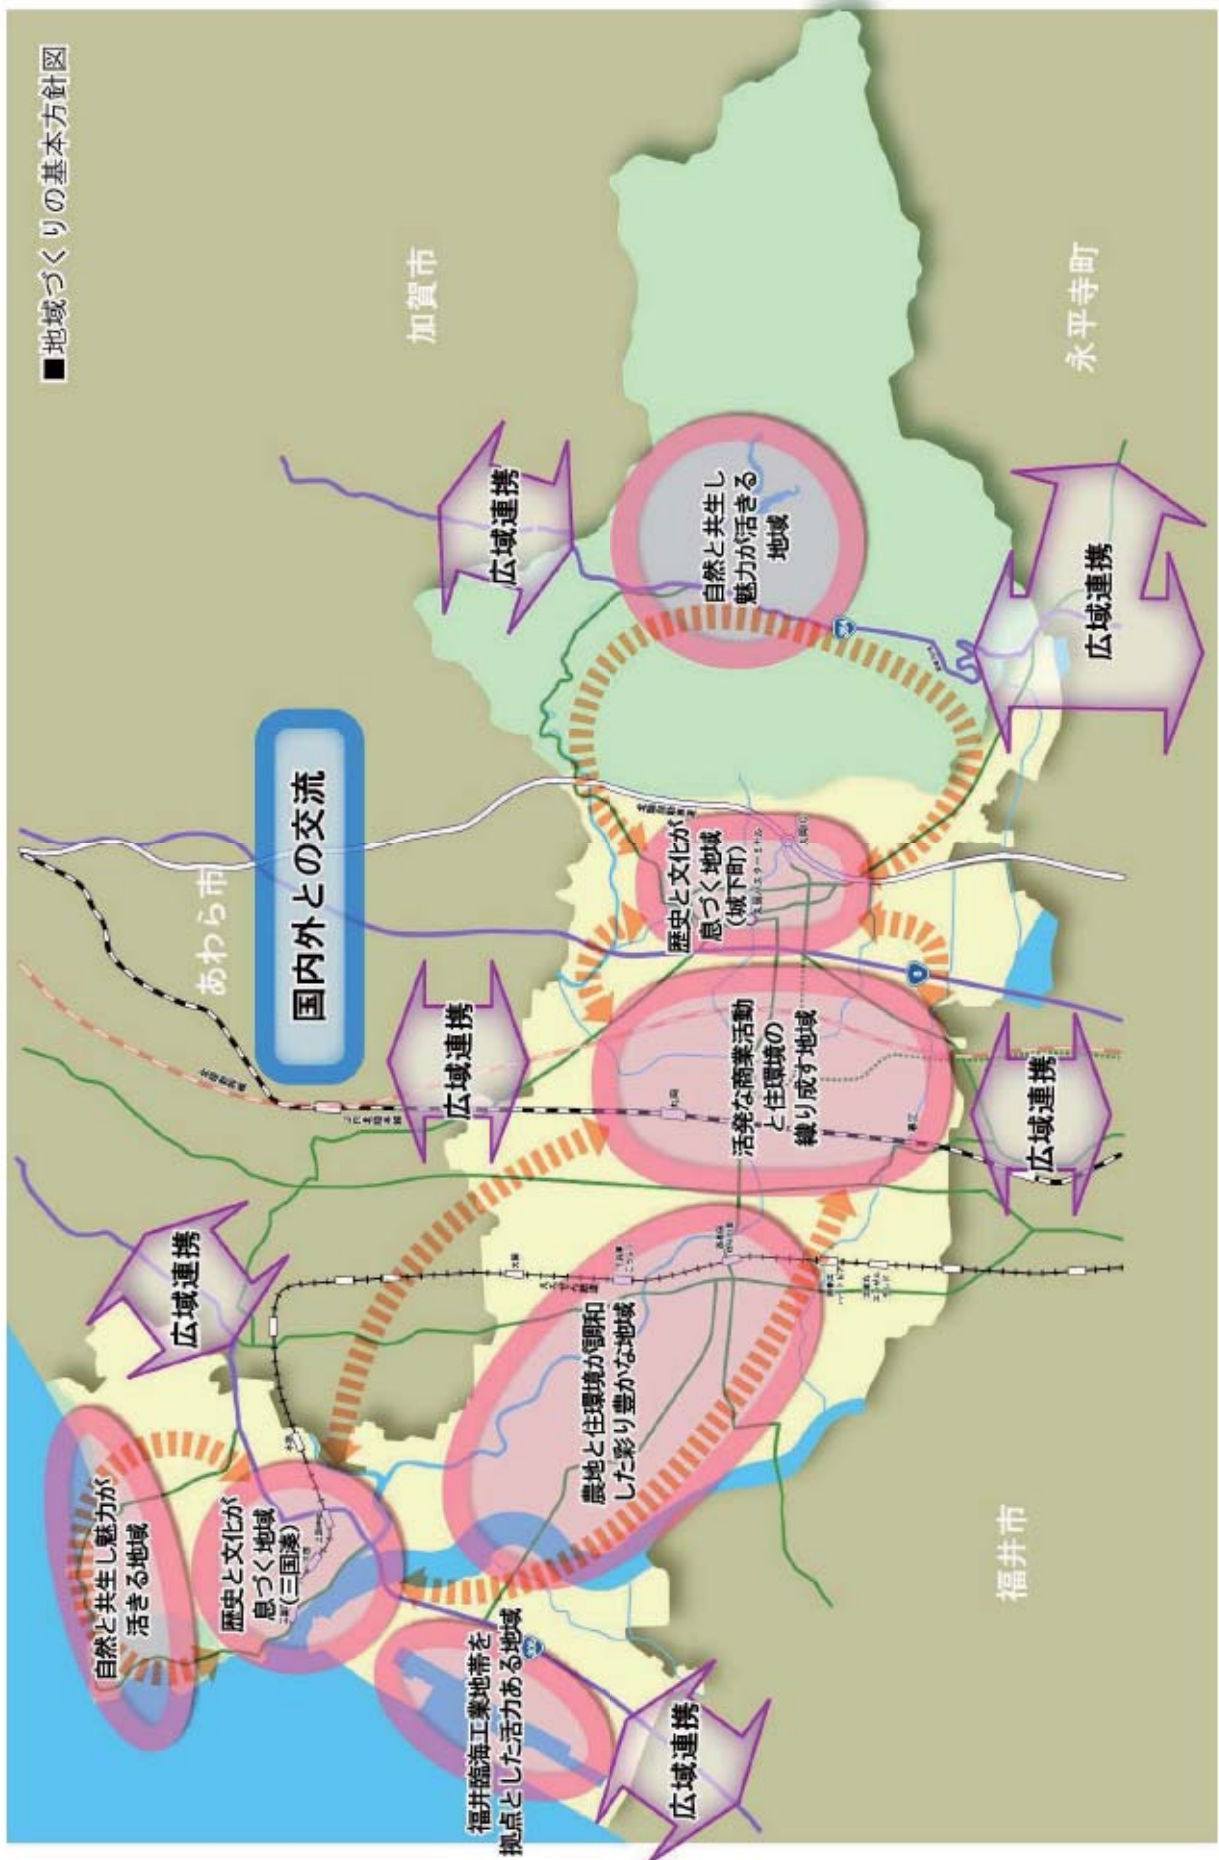 ■地域づくりの基本方針図
加賀市
永平寺町
あわら市
福井市
国内外との交流
広域連携
広域連携
広域連携
広域連携
広域連携
広域連携
自然と共生し
魅力が活きる
地域
歴史と文化が
息づく地域
(城下町)
活発な商業活動
と住環境の
織り成す地域
農地と住環境が調和
した彩り豊かな地域
自然と共生し魅力が
活きる地域
歴史と文化が
息づく地域
(三国湊)
福井臨海工業地帯を
拠点とした活力ある地域
丸岡
春江
大関
8